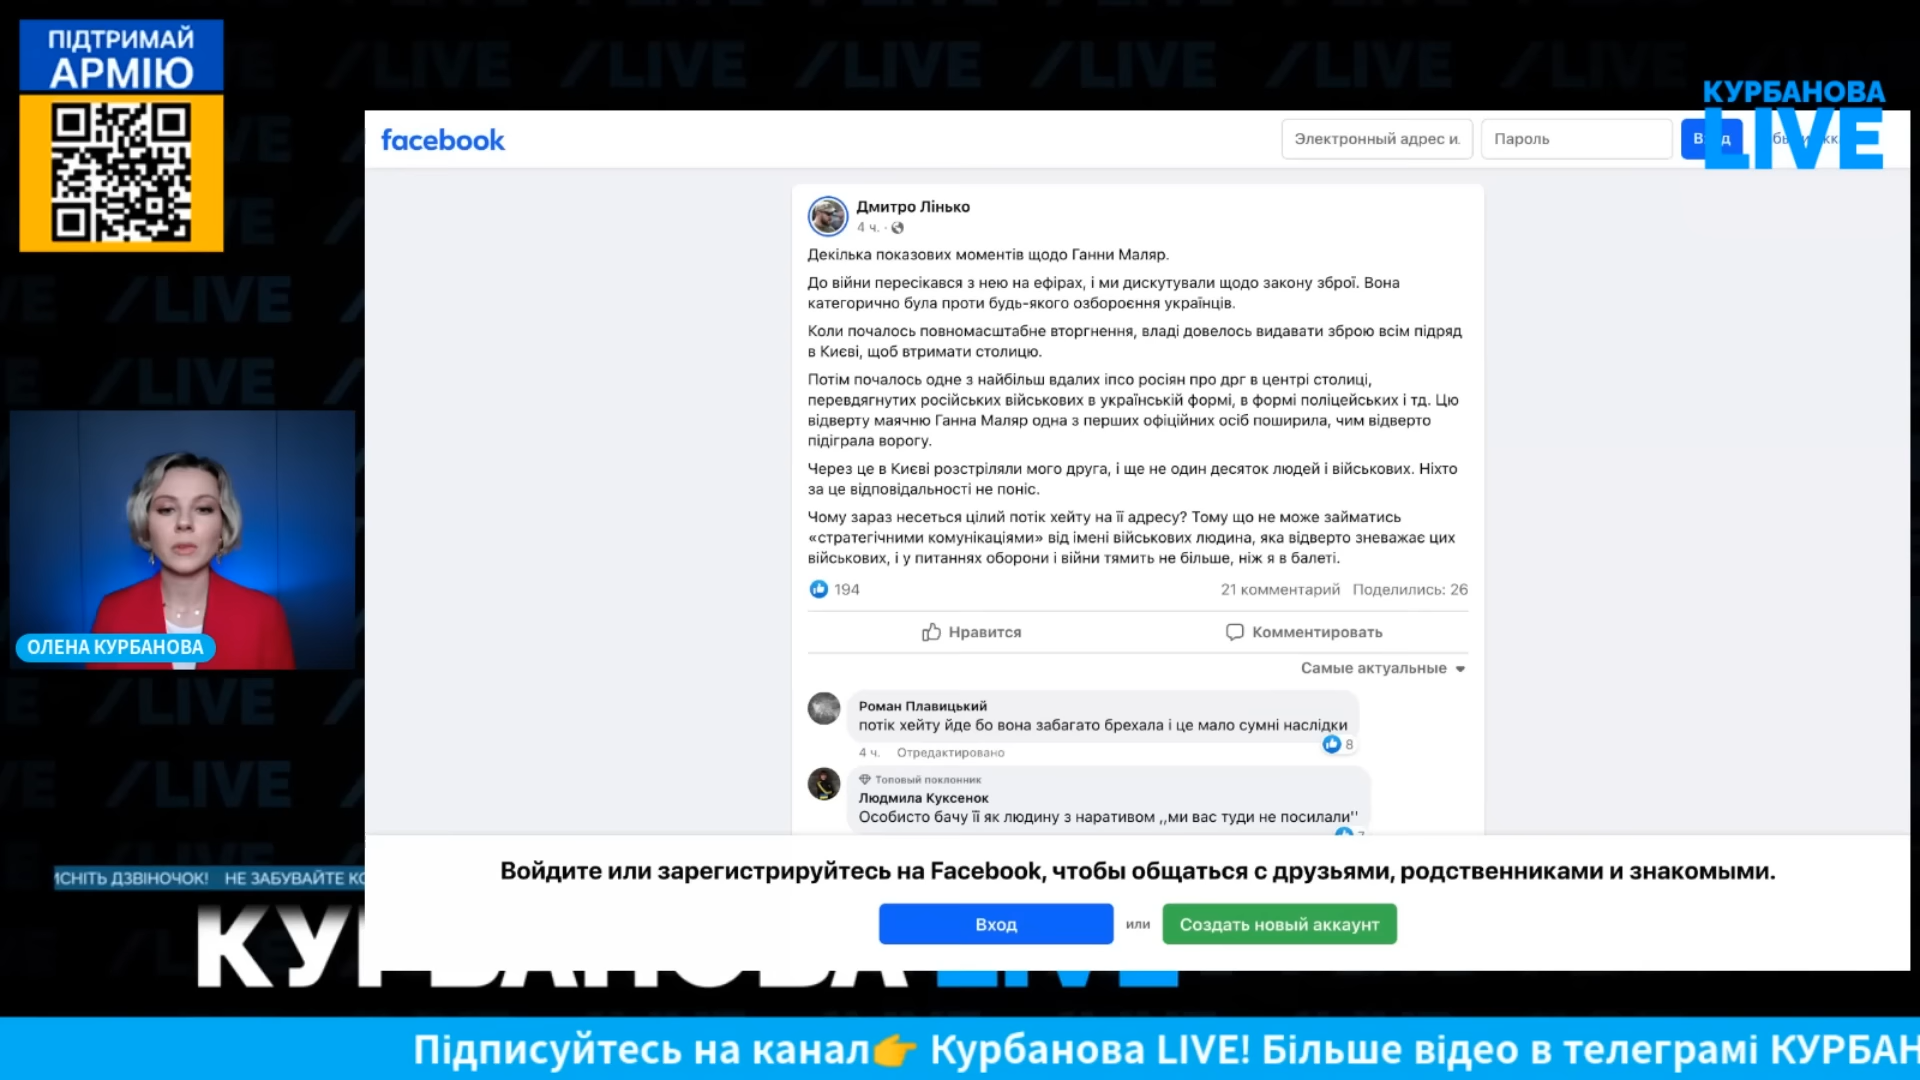 ПІДТРИМАЙ
АРМІЮ
КУРБАНОВА
LIVE
facebook
Электронный адрес и
Пароль
Дмитро Лінько
4 ч.
Декілька показових моментів щодо Ганни Маляр.
До війни пересікався з нею на ефірах, і ми дискутували щодо закону зброї. Вона
категорично була проти будь-якого озбороєння українців.
Коли почалось повномасштабне вторгнення, владі довелось видавати зброю всім підряд
в Києві, щоб втримати столицю.
Потім почалось одне з найбільш вдалих іпсо росіян про дрг в центрі столиці,
перевдягнутих російських військових в українській формі, в формі поліцейських і тд. Цю
відверту маячню Ганна Маляр одна з перших офіційних осіб поширила, чим відверто
підіграла ворогу.
Через це в Києві розстріляли мого друга, і ще не один десяток людей і військових. Ніхто
за це відповідальності не поніс.
Чому зараз несеться цілий потік хейту на її адресу? Тому що не може займатись
«стратегічними комунікаціями» від імені військових людина, яка відверто зневажає цих
військових, і у питаннях оборони і війни тямить не більше, ніж я в балеті.
194
21 комментарий Поделились: 26
Нравится
Комментировать
Самые актуальные
Роман Плавицький
потік хейту йде бо вона забагато брехала і це мало сумні наслідки
8
4 ч. Отредактировано
Топовый поклонник
Людмила Куксенок
Особисто бачу її як людину з наративом ,,ми вас туди не посилали''
ОЛЕНА КУРБАНОВА
Войдите или зарегистрируйтесь на Facebook, чтобы общаться с друзьями, родственниками и знакомыми.
Вход
или
Создать новый аккаунт
ИСНІТЬ ДЗВІНОЧОК! НЕ ЗАБУВАЙТЕ КО
КУРБАНОВА LIVE
Підписуйтесь на канал👉 Курбанова LIVE! Більше відео в телеграмі КУРБАН